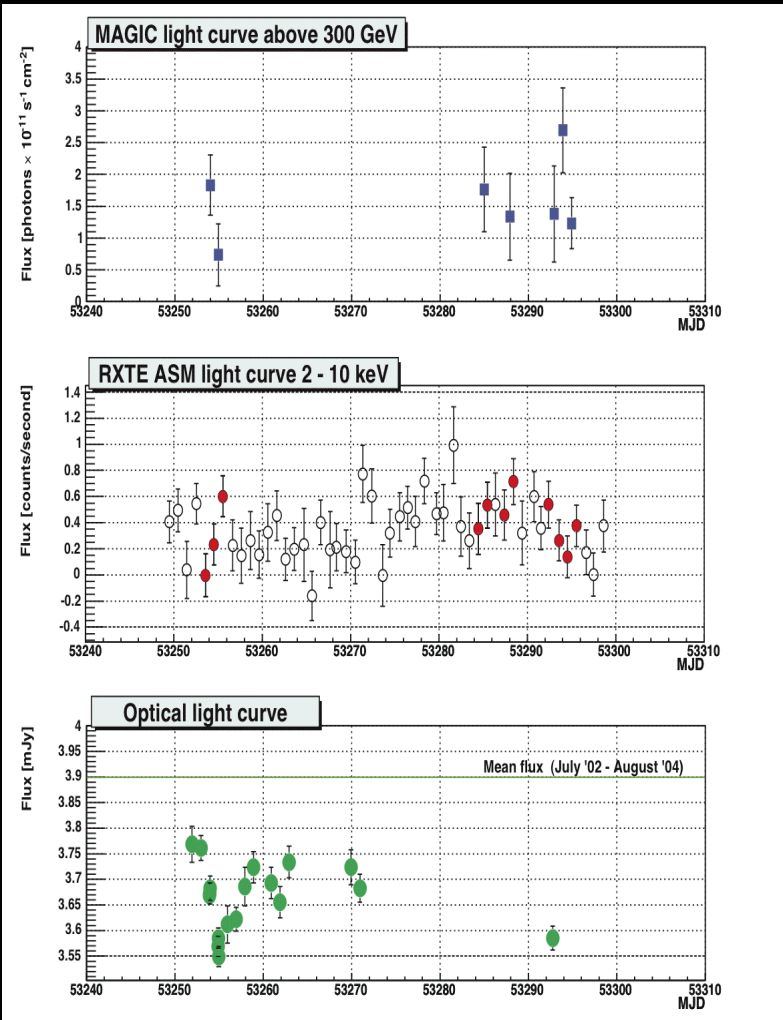 MAGIC light curve above 300 GeV
Flux [photons × 10⁻¹¹ s⁻¹ cm⁻²]
4
3.5
3
2.5
2
1.5
1
0.5
0
53240 53250 53260 53270 53280 53290 53300 53310
MJD
RXTE ASM light curve 2 - 10 keV
Flux [counts/second]
1.4
1.2
1
0.8
0.6
0.4
0.2
0
-0.2
-0.4
53240 53250 53260 53270 53280 53290 53300 53310
MJD
Optical light curve
Flux [mJy]
4
3.95
Mean flux (July '02 - August '04)
3.9
3.85
3.8
3.75
3.7
3.65
3.6
3.55
53240 53250 53260 53270 53280 53290 53300 53310
MJD